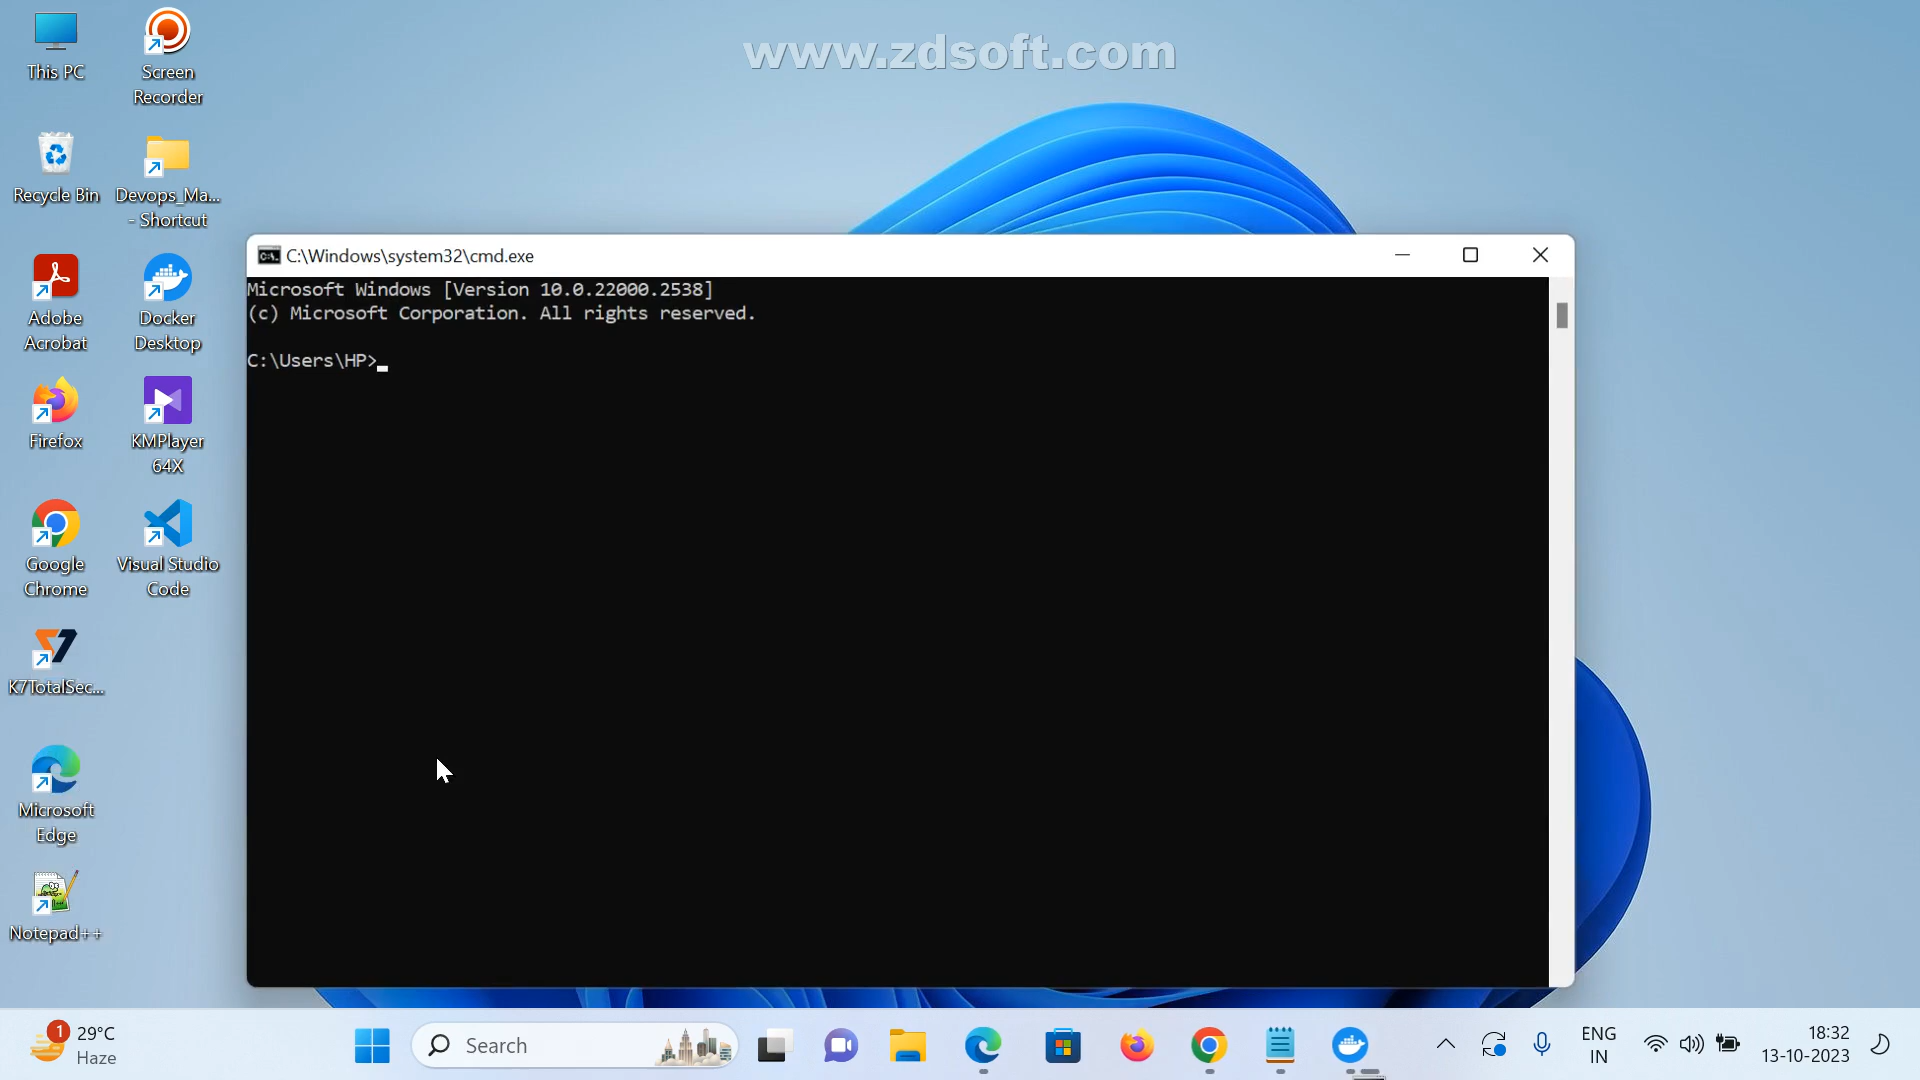 www.zdsoft.com
This PC
Screen
Recorder
Recycle Bin
Devops_Ma...
- Shortcut
Adobe
Acrobat
Docker
Desktop
Firefox
KMPlayer
64X
Google
Chrome
Visual Studio
Code
K7TotalSec...
Microsoft
Edge
Notepad++
C:\Windows\system32\cmd.exe
Microsoft Windows [Version 10.0.22000.2538]
(c) Microsoft Corporation. All rights reserved.
C:\Users\HP>
1
29°C
Haze
Search
ENG
IN
18:32
13-10-2023